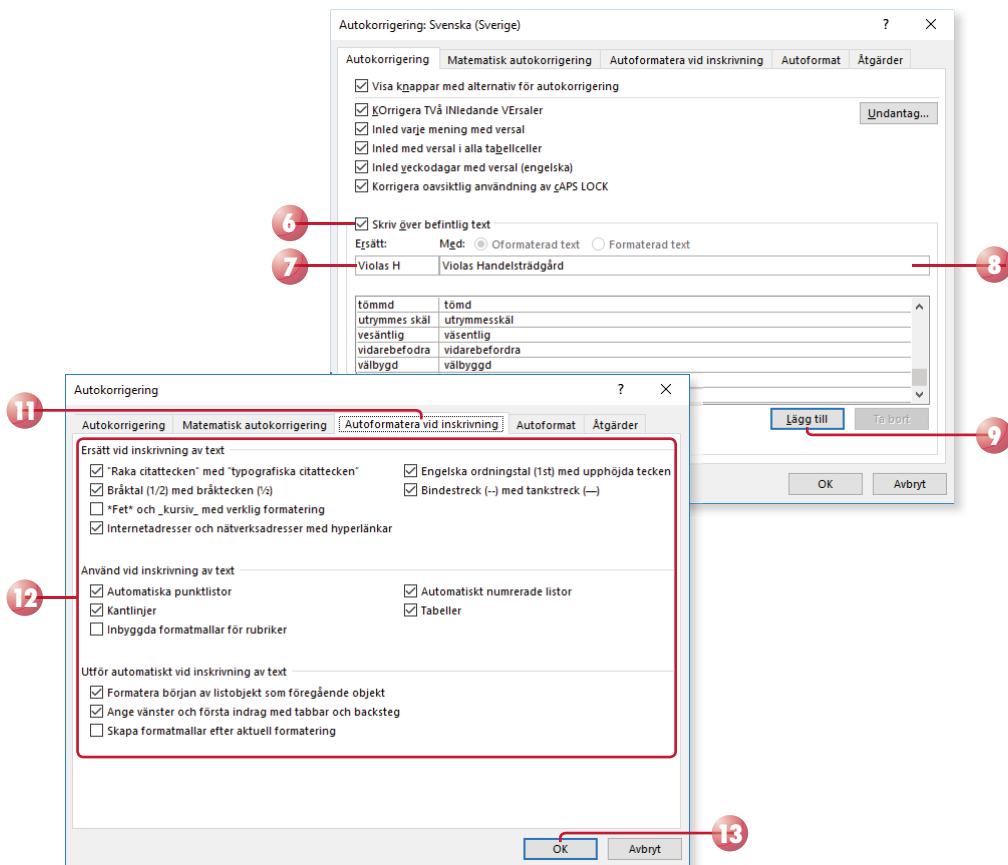 Autokorrigering: Svenska (Sverige) ? ×
Autokorrigering Matematisk autokorrigering Autoformatera vid inskrivning Autoformat Åtgärder
Visa knappar med alternativ för autokorrigering
KOrrigera TVå INledande VErsaler Undantag...
Inled varje mening med versal
Inled med versal i alla tabellceller
Inled veckodagar med versal (engelska)
Korrigera oavsiktlig användning av cAPS LOCK
6 Skriv över befintlig text
Ersätt: Med: Oformaterad text Formaterad text
7 Violas H Violas Handelsträdgård 8
tömmd tömd
utrymmes skäl utrymmesskäl
vesäntlig väsentlig
vidarebefodra vidarebefordra
välbygd välbyggd
Lägg till Ta bort
9
OK Avbryt
Autokorrigering ? ×
11
Autokorrigering Matematisk autokorrigering Autoformatera vid inskrivning Autoformat Åtgärder
Ersätt vid inskrivning av text
"Raka citattecken" med ”typografiska citattecken” Engelska ordningstal (1st) med upphöjda tecken
Bråktal (1/2) med bråktecken (½) Bindestreck (--) med tankstreck (—)
*Fet* och _kursiv_ med verklig formatering
Internetadresser och nätverksadresser med hyperlänkar
Använd vid inskrivning av text
12 Automatiska punktlistor Automatiskt numrerade listor
Kantlinjer Tabeller
Inbyggda formatmallar för rubriker
Utför automatiskt vid inskrivning av text
Formatera början av listobjekt som föregående objekt
Ange vänster och första indrag med tabbar och backsteg
Skapa formatmallar efter aktuell formatering
13
OK Avbryt